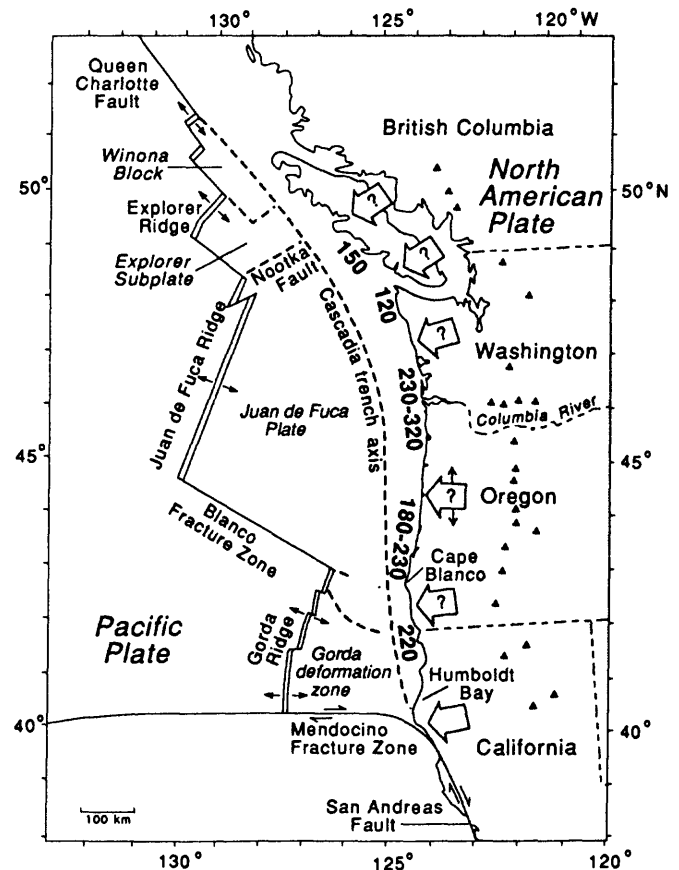 130°
125°
120°W
Queen
Charlotte
Fault
British Columbia
Winona
Block
North
American
Plate
50°
50°N
?
Explorer
Ridge
?
150
Explorer
Subplate
Nootka
Fault
120
?
Washington
Juan de Fuca Ridge
Cascadia trench axis
230-320
Juan de Fuca
Plate
Columbia River
45°
45°
?
Oregon
Blanco
Fracture Zone
180-230
Cape
Blanco
?
Pacific
Plate
Gorda
Ridge
220
Gorda
deformation
zone
Humboldt
Bay
40°
?
40°
Mendocino
Fracture Zone
California
San Andreas
Fault
100 km
130°
125°
120°